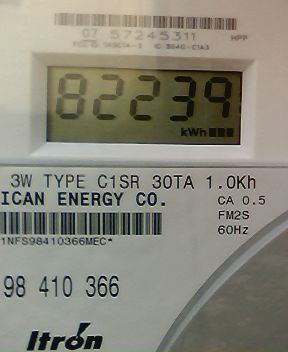 07 57245311 HPP
82239
kWh
3W TYPE C1SR 30TA 1.0Kh
ICAN ENERGY CO. CA 0.5
FM2S
60Hz
1NFS98410366MEC*
98 410 366
Itron